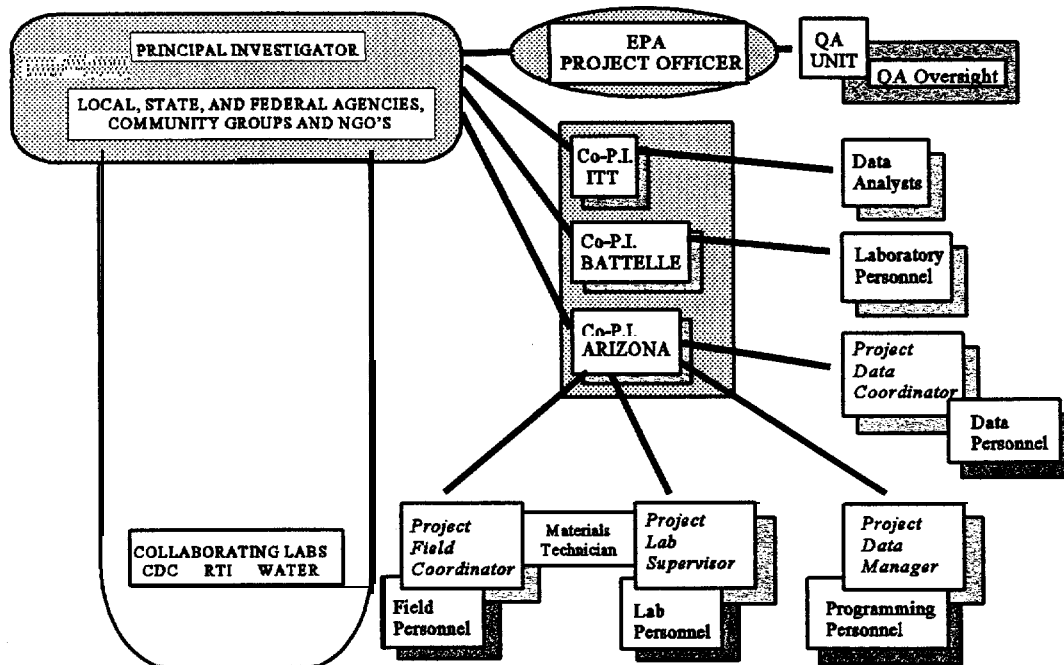 PRINCIPAL INVESTIGATOR
LOCAL, STATE, AND FEDERAL AGENCIES,
COMMUNITY GROUPS AND NGO'S
EPA
PROJECT OFFICER
QA
UNIT
QA Oversight
Co-P.I.
ITT
Data
Analysts
Co-P.I.
BATTELLE
Laboratory
Personnel
Co-P.I.
ARIZONA
Project
Data
Coordinator
Data
Personnel
Project
Field
Coordinator
Materials
Technician
Project
Lab
Supervisor
Project
Data
Manager
COLLABORATING LABS
CDC RTI WATER
Field
Personnel
Lab
Personnel
Programming
Personnel